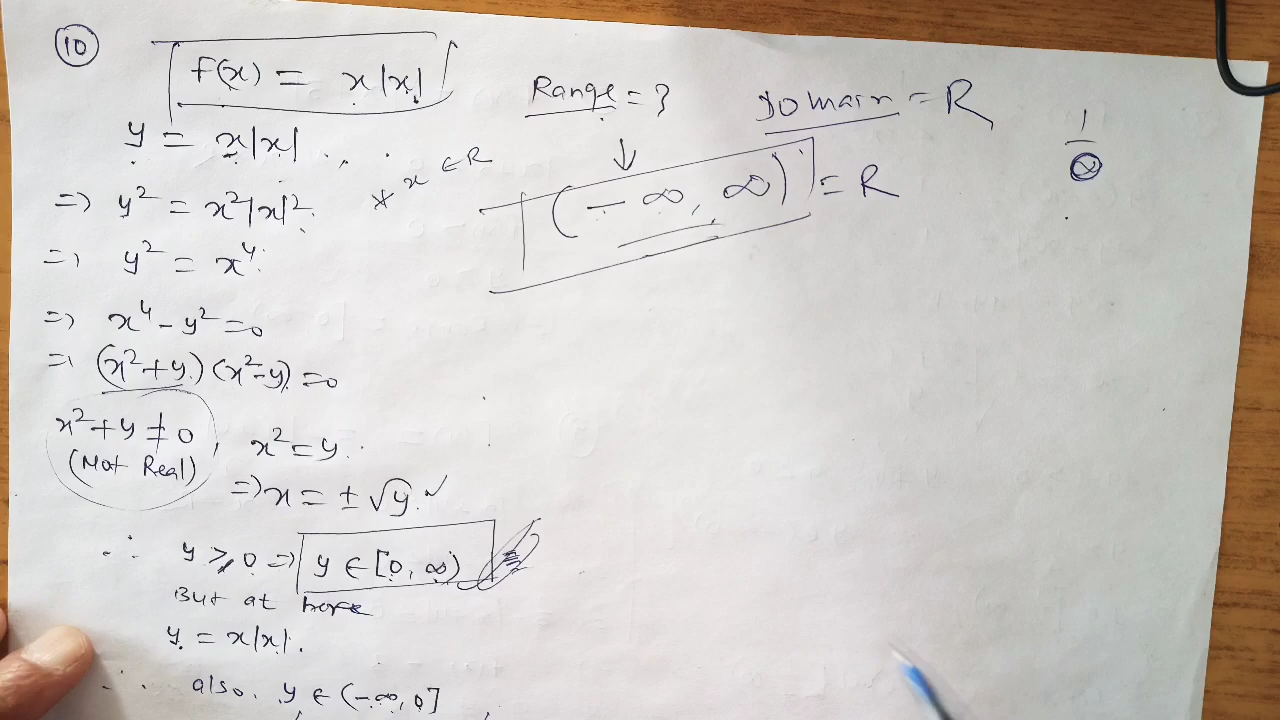 10
f(x) = x|x| Range = ? Domain = R
y = x|x| * x ∈ R (-∞, ∞) = R 1/∞
⇒ y² = x²|x|²
⇒ y² = x⁴
⇒ x⁴ - y² = 0
⇒ (x² + y)(x² - y) = 0
x² + y ≠ 0, x² = y
(Not Real) ⇒ x = ± √y ✓
∴ y ≥ 0 ⇒ y ∈ [0, ∞)
But at here
y = x|x|.
∴ also, y ∈ (-∞, 0]